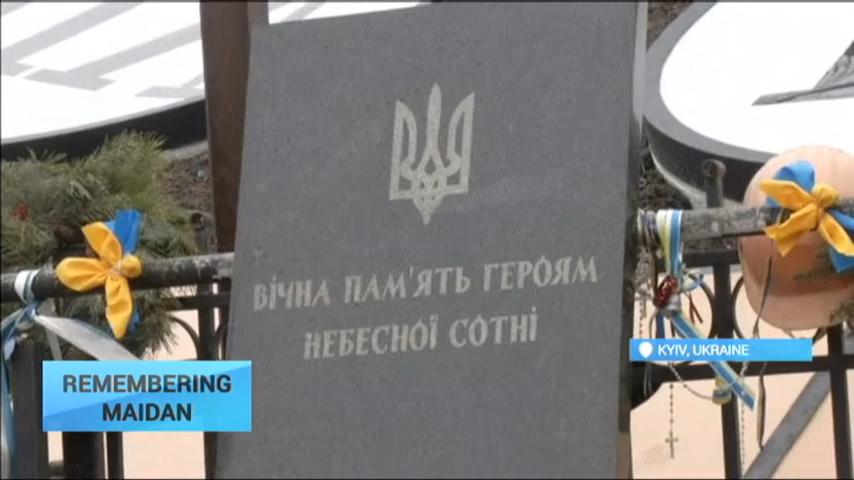 ВІЧНА ПАМ'ЯТЬ ГЕРОЯМ
НЕБЕСНОЇ СОТНІ
KYIV, UKRAINE
REMEMBERING
MAIDAN